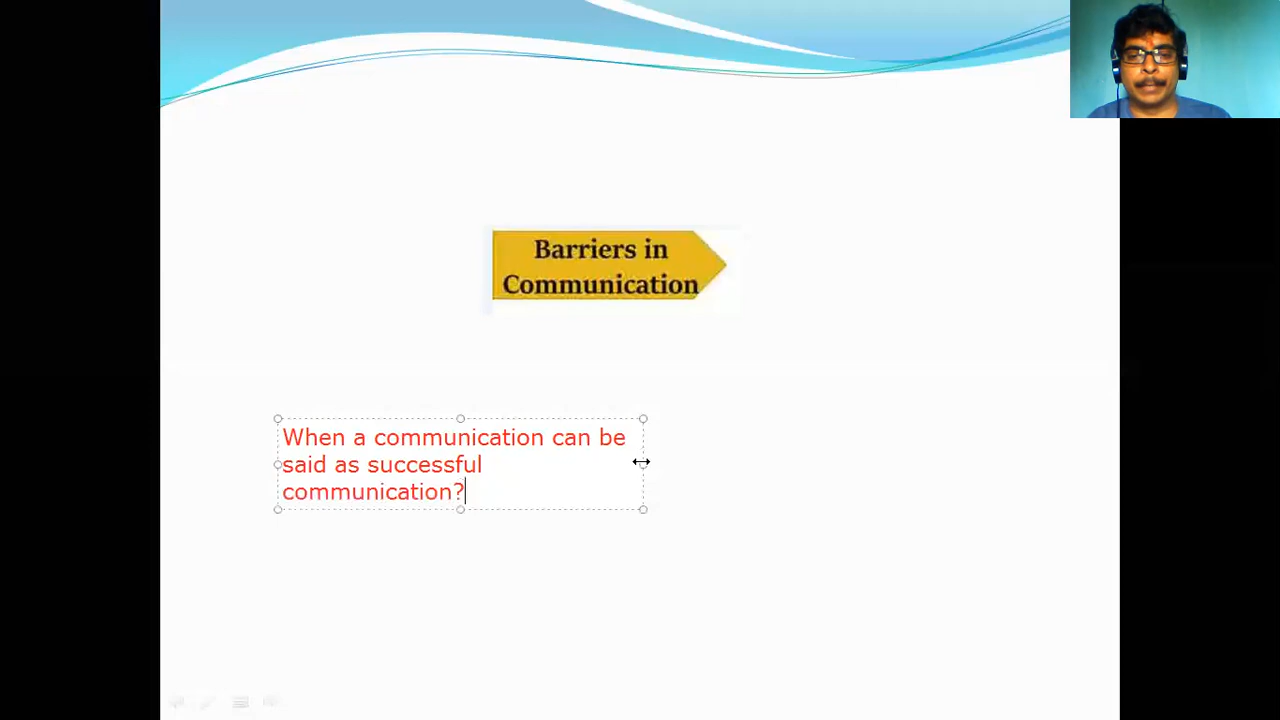 Barriers in
Communication
When a communication can be
said as successful
communication?